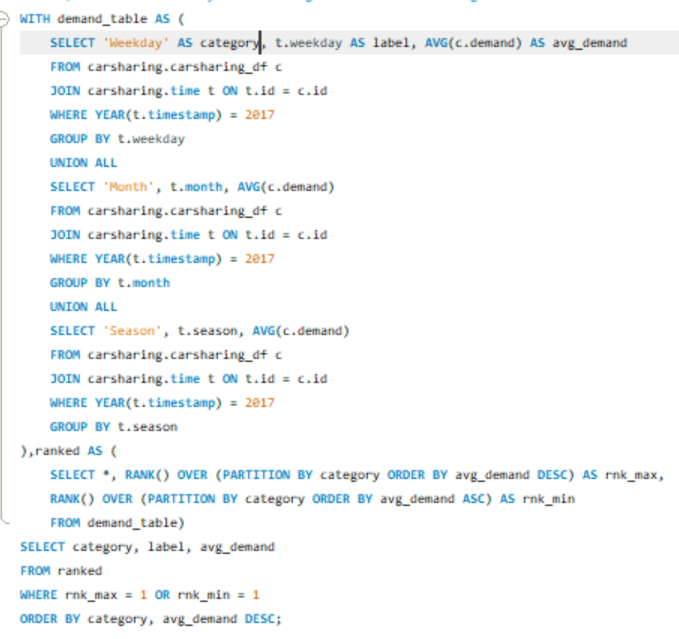 WITH demand_table AS (
SELECT 'Weekday' AS category, t.weekday AS label, AVG(c.demand) AS avg_demand
FROM carsharing.carsharing_df c
JOIN carsharing.time t ON t.id = c.id
WHERE YEAR(t.timestamp) = 2017
GROUP BY t.weekday
UNION ALL
SELECT 'Month', t.month, AVG(c.demand)
FROM carsharing.carsharing_df c
JOIN carsharing.time t ON t.id = c.id
WHERE YEAR(t.timestamp) = 2017
GROUP BY t.month
UNION ALL
SELECT 'Season', t.season, AVG(c.demand)
FROM carsharing.carsharing_df c
JOIN carsharing.time t ON t.id = c.id
WHERE YEAR(t.timestamp) = 2017
GROUP BY t.season
),ranked AS (
SELECT *, RANK() OVER (PARTITION BY category ORDER BY avg_demand DESC) AS rnk_max,
RANK() OVER (PARTITION BY category ORDER BY avg_demand ASC) AS rnk_min
FROM demand_table)
SELECT category, label, avg_demand
FROM ranked
WHERE rnk_max = 1 OR rnk_min = 1
ORDER BY category, avg_demand DESC;